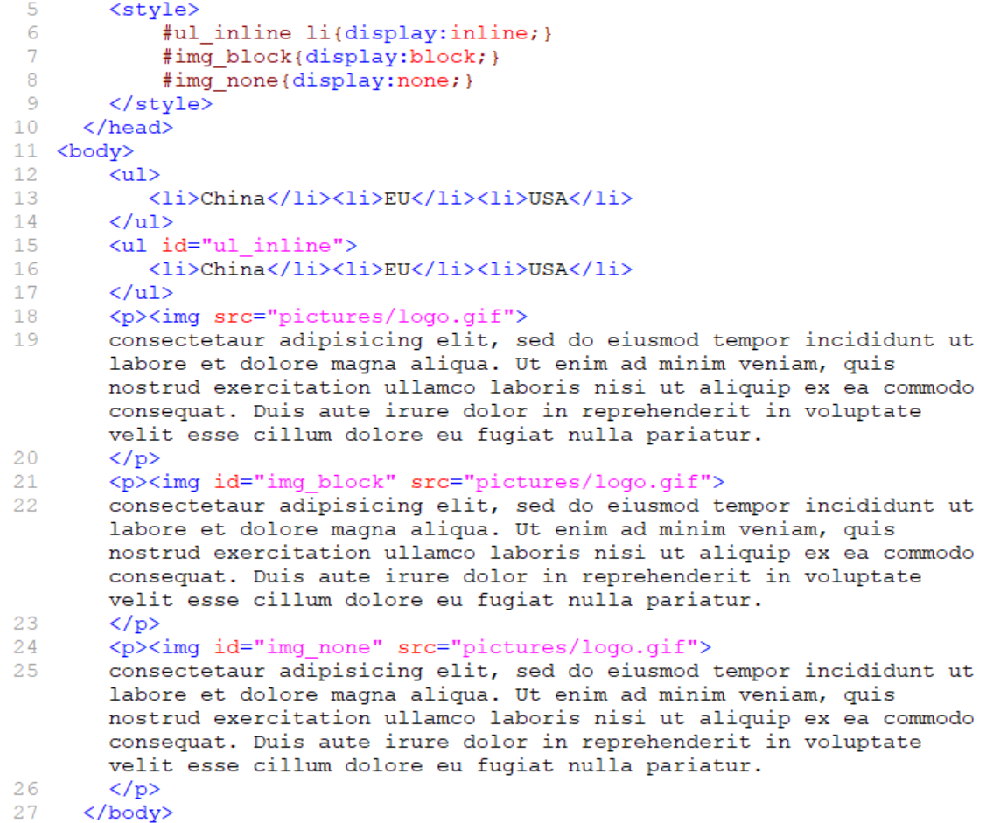 5 <style>
6 #ul_inline li{display:inline;}
7 #img_block{display:block;}
8 #img_none{display:none;}
9 </style>
10 </head>
11 <body>
12 <ul>
13 <li>China</li><li>EU</li><li>USA</li>
14 </ul>
15 <ul id="ul_inline">
16 <li>China</li><li>EU</li><li>USA</li>
17 </ul>
18 <p><img src="pictures/logo.gif">
19 consectetaur adipisicing elit, sed do eiusmod tempor incididunt ut
labore et dolore magna aliqua. Ut enim ad minim veniam, quis
nostrud exercitation ullamco laboris nisi ut aliquip ex ea commodo
consequat. Duis aute irure dolor in reprehenderit in voluptate
velit esse cillum dolore eu fugiat nulla pariatur.
20 </p>
21 <p><img id="img_block" src="pictures/logo.gif">
22 consectetaur adipisicing elit, sed do eiusmod tempor incididunt ut
labore et dolore magna aliqua. Ut enim ad minim veniam, quis
nostrud exercitation ullamco laboris nisi ut aliquip ex ea commodo
consequat. Duis aute irure dolor in reprehenderit in voluptate
velit esse cillum dolore eu fugiat nulla pariatur.
23 </p>
24 <p><img id="img_none" src="pictures/logo.gif">
25 consectetaur adipisicing elit, sed do eiusmod tempor incididunt ut
labore et dolore magna aliqua. Ut enim ad minim veniam, quis
nostrud exercitation ullamco laboris nisi ut aliquip ex ea commodo
consequat. Duis aute irure dolor in reprehenderit in voluptate
velit esse cillum dolore eu fugiat nulla pariatur.
26 </p>
27 </body>